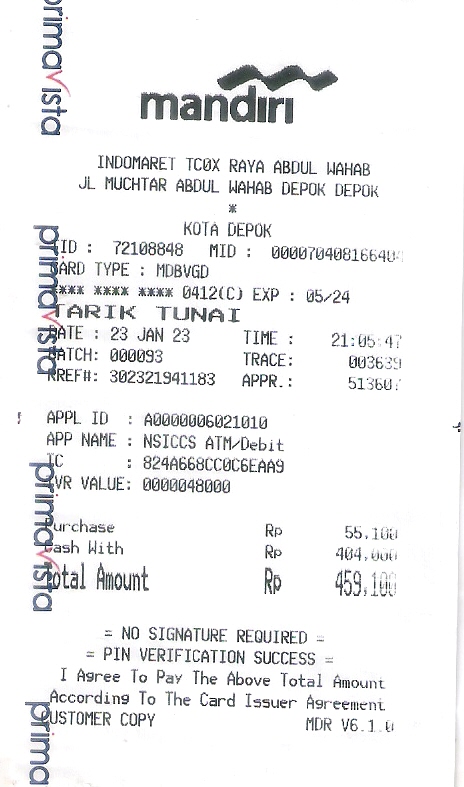 mandiri
INDOMARET TC0X RAYA ABDUL WAHAB
JL MUCHTAR ABDUL WAHAB DEPOK DEPOK
*
KOTA DEPOK
TID : 72108848 MID : 000070408166404
CARD TYPE : MDBVGD
**** **** **** 0412(C) EXP : 05/24
TARIK TUNAI
DATE : 23 JAN 23 TIME : 21:05:47
BATCH: 000093 TRACE: 003639
RREF#: 302321941183 APPR.:
APPL ID : A0000006021010
APP NAME : NSICCS ATM/Debit
TC : 824A668CC0C6EAA9
TVR VALUE: 0000048000
Purchase Rp 55,100
Cash With Rp 404,000
Total Amount Rp 459,100
= NO SIGNATURE REQUIRED =
= PIN VERIFICATION SUCCESS =
I Agree To Pay The Above Total Amount
According To The Card Issuer Agreement
CUSTOMER COPY MDR V6.1.0
primavista
primavista
primavista
prima